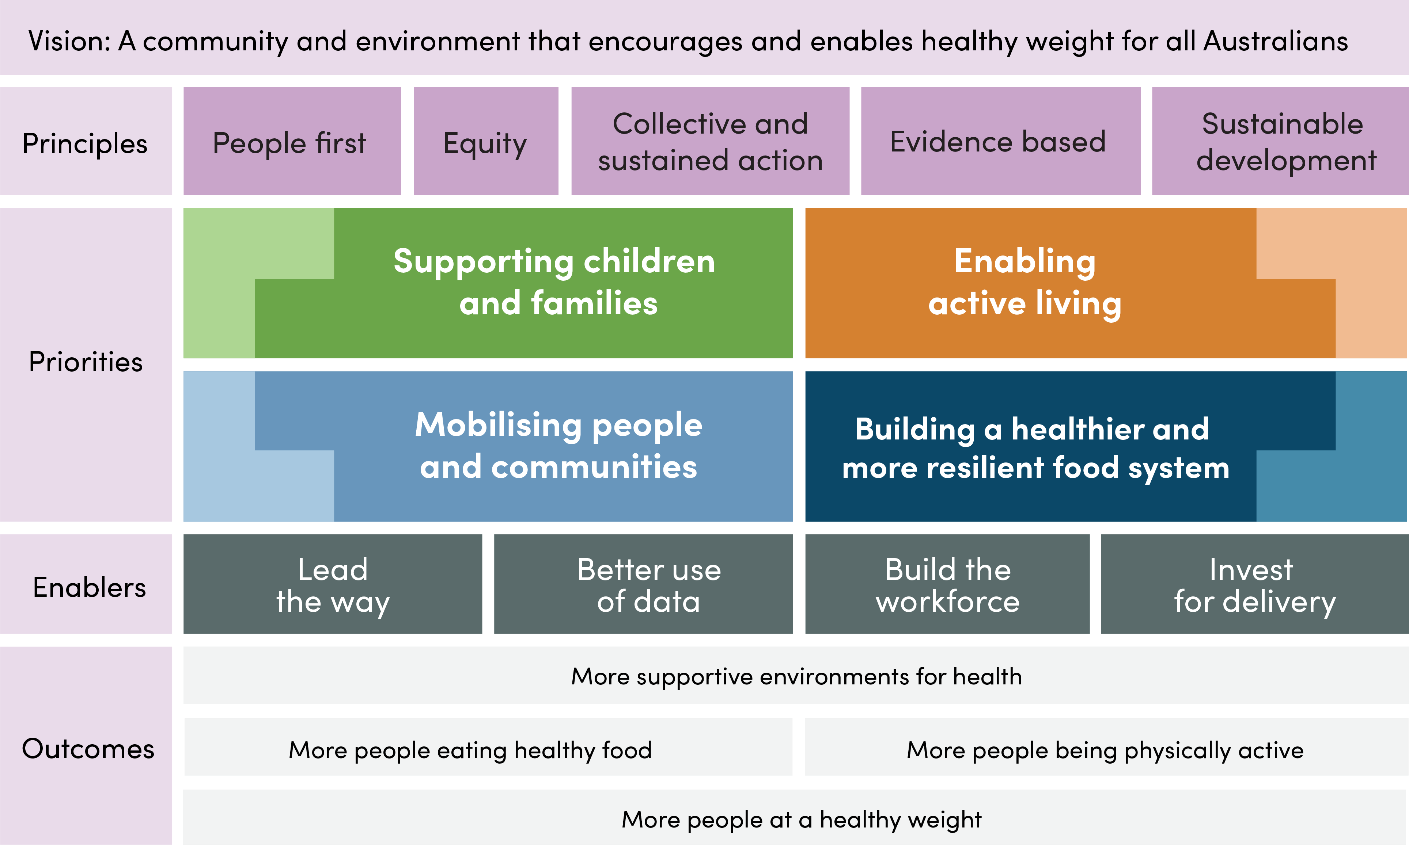 Vision: A community and environment that encourages and enables healthy weight for all Australians
Principles
People first
Equity
Collective and
sustained action
Evidence based
Sustainable
development
Priorities
Supporting children
and families
Enabling
active living
Mobilising people
and communities
Building a healthier and
more resilient food system
Enablers
Lead
the way
Better use
of data
Build the
workforce
Invest
for delivery
Outcomes
More supportive environments for health
More people eating healthy food
More people being physically active
More people at a healthy weight